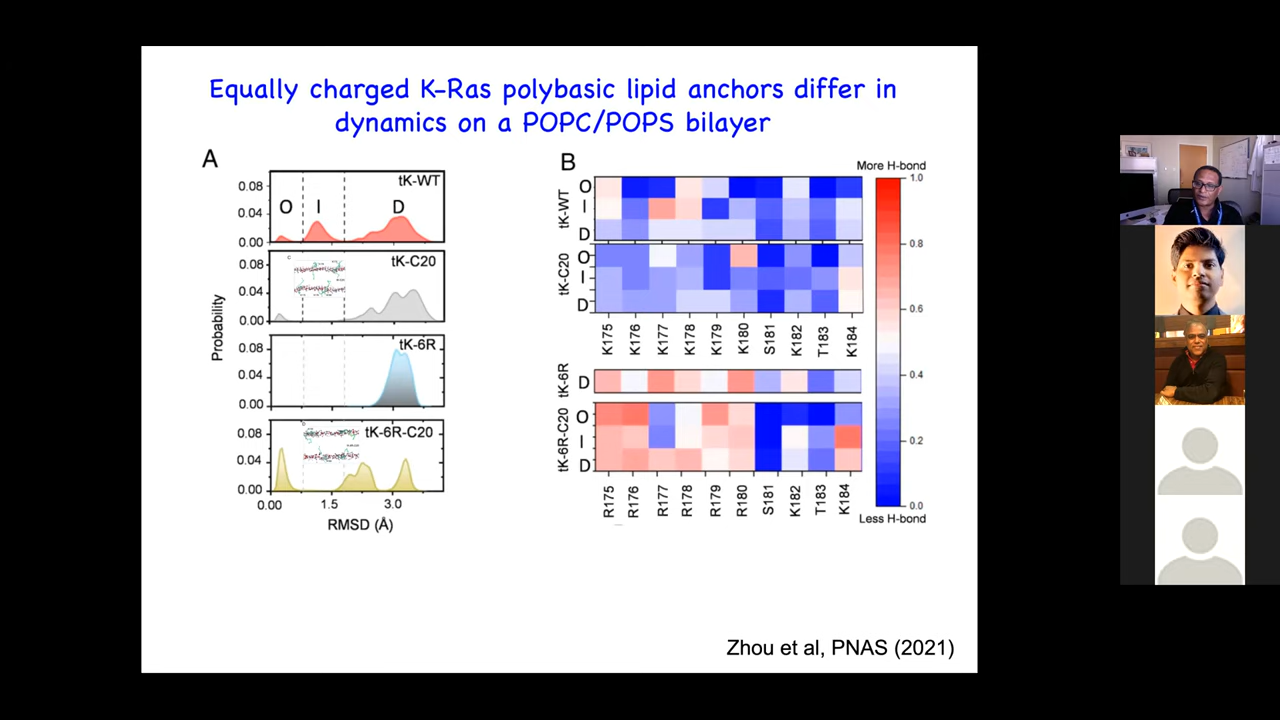 Equally charged K-Ras polybasic lipid anchors differ in
dynamics on a POPC/POPS bilayer
A
Probability
0.08
0.04
0.00
O I D
tK-WT
0.08
0.04
0.00
tK-C20
0.08
0.04
0.00
tK-6R
0.08
0.04
0.00
tK-6R-C20
0.00 1.5 3.0
RMSD (Å)
B
More H-bond
tK-WT
O
I
D
tK-C20
O
I
D
K175 K176 K177 K178 K179 K180 S181 K182 T183 K184
tK-6R
D
tK-6R-C20
O
I
D
R175 R176 R177 R178 R179 R180 S181 K182 T183 K184
1.0
0.8
0.6
0.4
0.2
0.0
Less H-bond
Zhou et al, PNAS (2021)